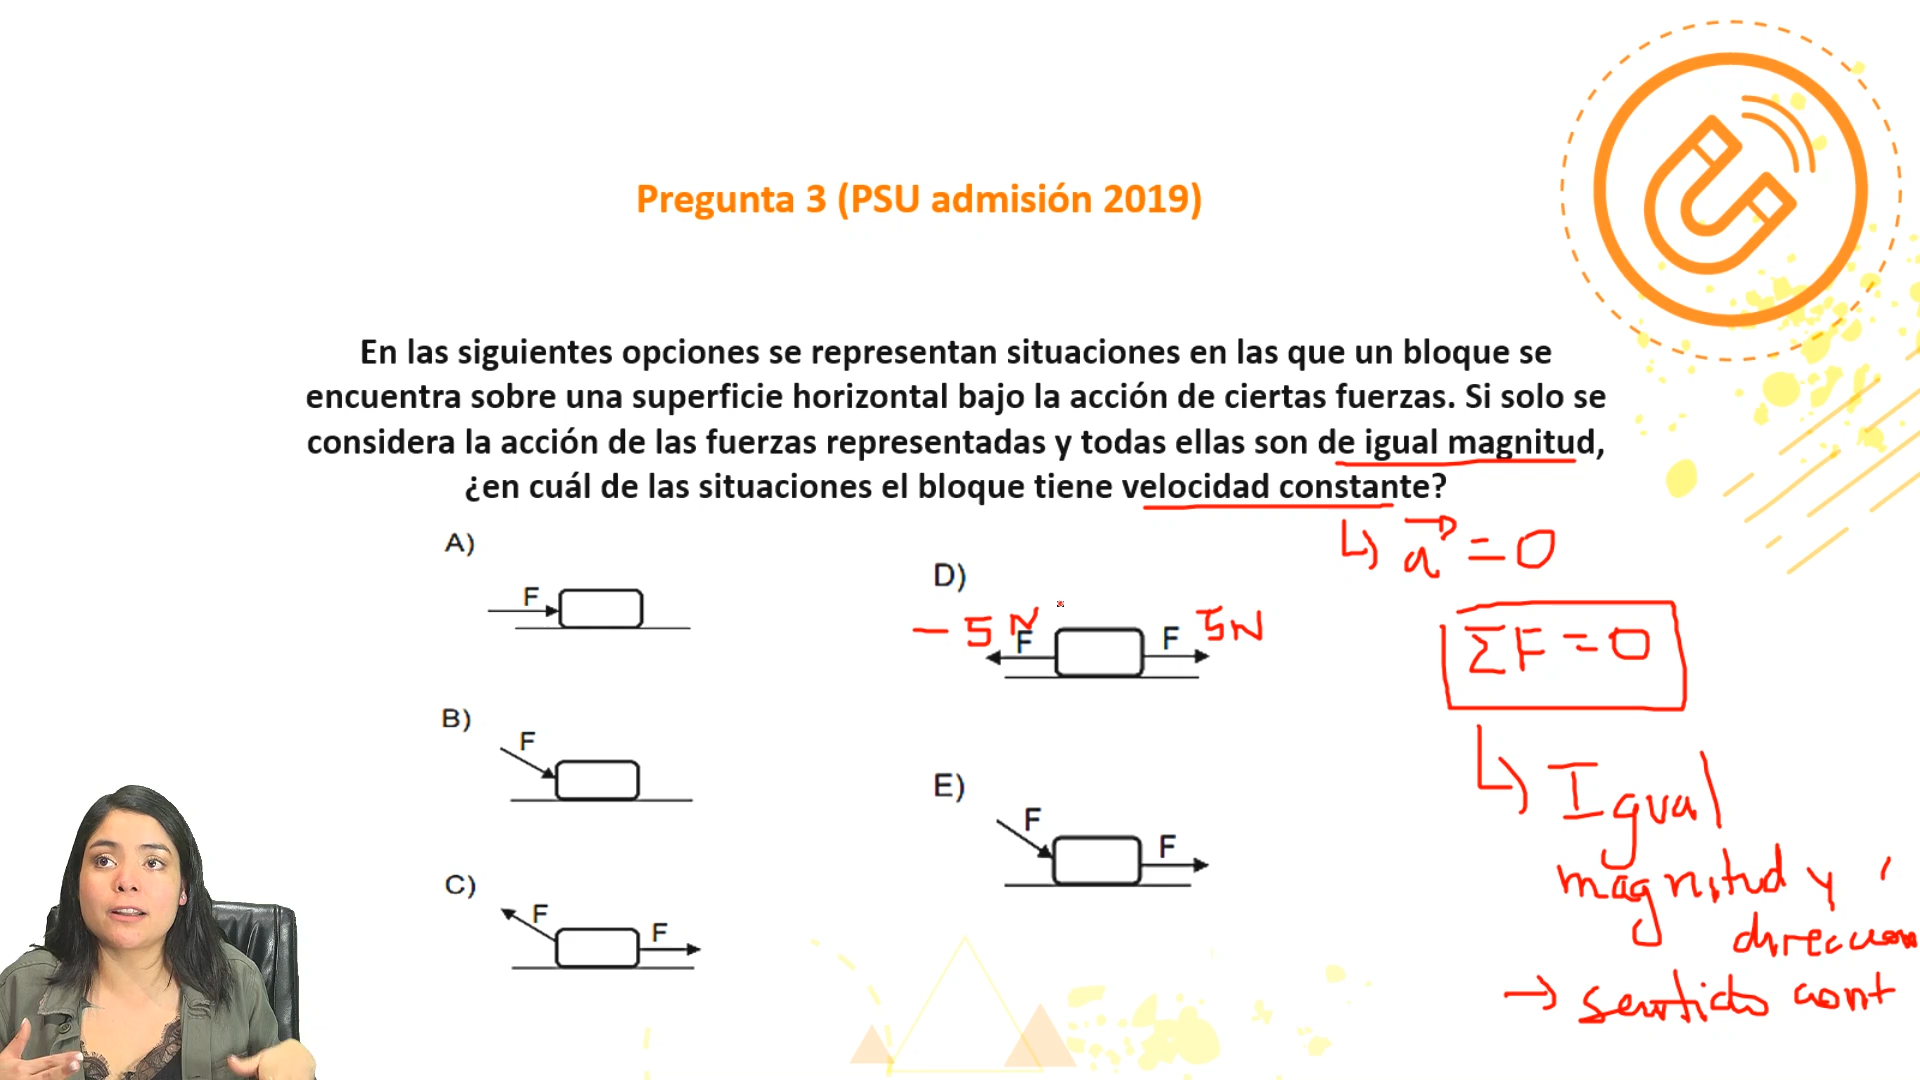 Pregunta 3 (PSU admisión 2019)
En las siguientes opciones se representan situaciones en las que un bloque se
encuentra sobre una superficie horizontal bajo la acción de ciertas fuerzas. Si solo se
considera la acción de las fuerzas representadas y todas ellas son de igual magnitud,
¿en cuál de las situaciones el bloque tiene velocidad constante?
A)
F
B)
F
C)
F F
D)
-5 N 5N
F F
E)
F F
a = 0
ΣF = 0
Igual
magnitud y
direccion
→ sentido cont